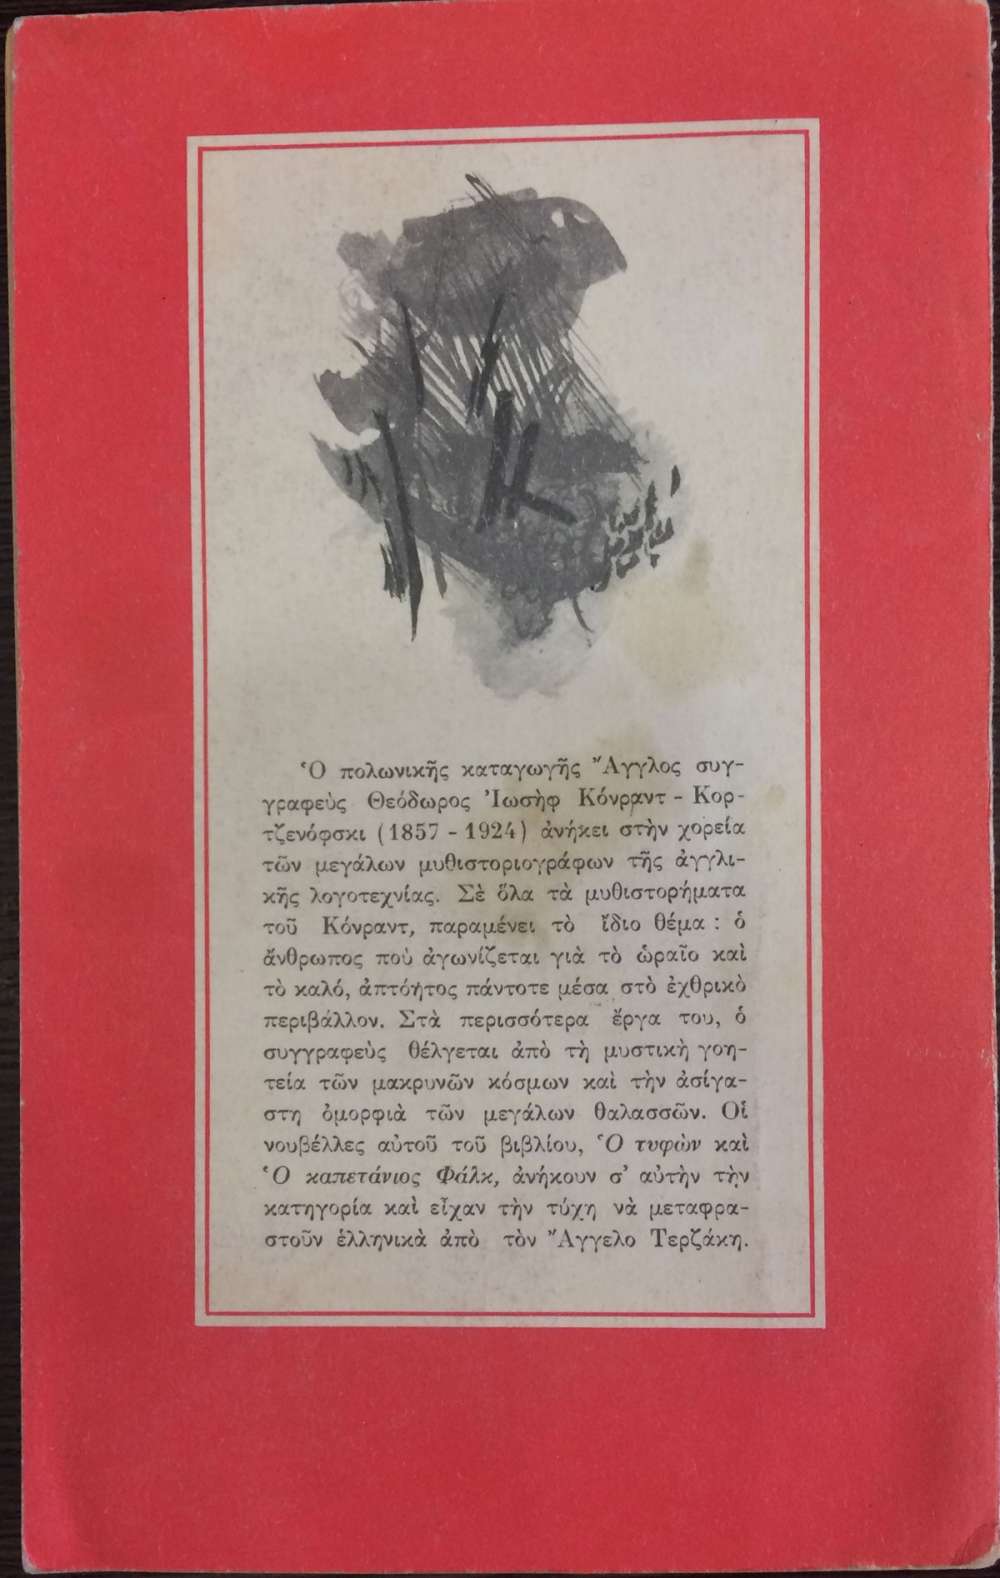 Ὁ πολωνικῆς καταγωγῆς Ἄγγλος συγ-
γραφεὺς Θεόδωρος Ἰωσὴφ Κόνραντ - Κορ-
τζενόφσκι (1857 - 1924) ἀνήκει στὴν χορεία
τῶν μεγάλων μυθιστοριογράφων τῆς ἀγγλι-
κῆς λογοτεχνίας. Σὲ ὅλα τὰ μυθιστορήματα
τοῦ Κόνραντ, παραμένει τὸ ἴδιο θέμα : ὁ
ἄνθρωπος ποὺ ἀγωνίζεται γιὰ τὸ ὡραῖο καὶ
τὸ καλό, ἀπτόητος πάντοτε μέσα στὸ ἐχθρικὸ
περιβάλλον. Στὰ περισσότερα ἔργα του, ὁ
συγγραφεὺς θέλγεται ἀπὸ τὴ μυστικὴ γοη-
τεία τῶν μακρυνῶν κόσμων καὶ τὴν ἀσίγα-
στη ὀμορφιὰ τῶν μεγάλων θαλασσῶν. Οἱ
νουβέλλες αὐτοῦ τοῦ βιβλίου, Ὁ τυφὼν καὶ
Ὁ καπετάνιος Φάλκ, ἀνήκουν σ' αὐτὴν τὴν
κατηγορία καὶ εἶχαν τὴν τύχη νὰ μεταφρα-
στοῦν ἑλληνικὰ ἀπὸ τὸν Ἄγγελο Τερζάκη.